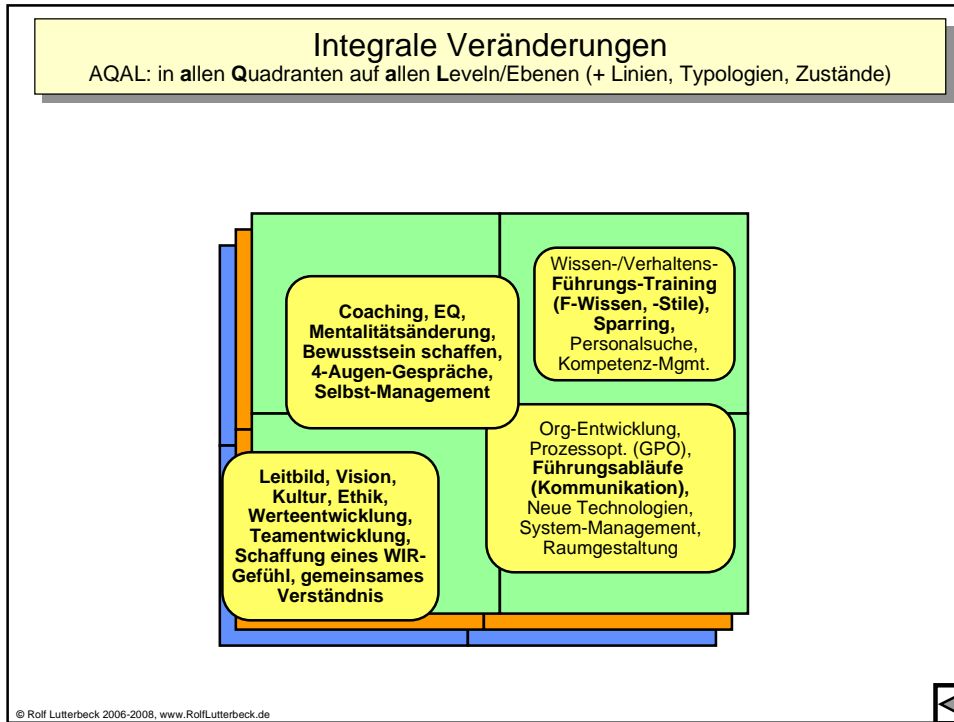 Integrale Veränderungen
AQAL: in allen Quadranten auf allen Leveln/Ebenen (+ Linien, Typologien, Zustände)
Coaching, EQ,
Mentalitätsänderung,
Bewusstsein schaffen,
4-Augen-Gespräche,
Selbst-Management
Wissen-/Verhaltens-
Führungs-Training
(F-Wissen, -Stile),
Sparring,
Personalsuche,
Kompetenz-Mgmt.
Leitbild, Vision,
Kultur, Ethik,
Werteentwicklung,
Teamentwicklung,
Schaffung eines WIR-
Gefühl, gemeinsames
Verständnis
Org-Entwicklung,
Prozessopt. (GPO),
Führungsabläufe
(Kommunikation),
Neue Technologien,
System-Management,
Raumgestaltung
© Rolf Lutterbeck 2006-2008, www.RolfLutterbeck.de